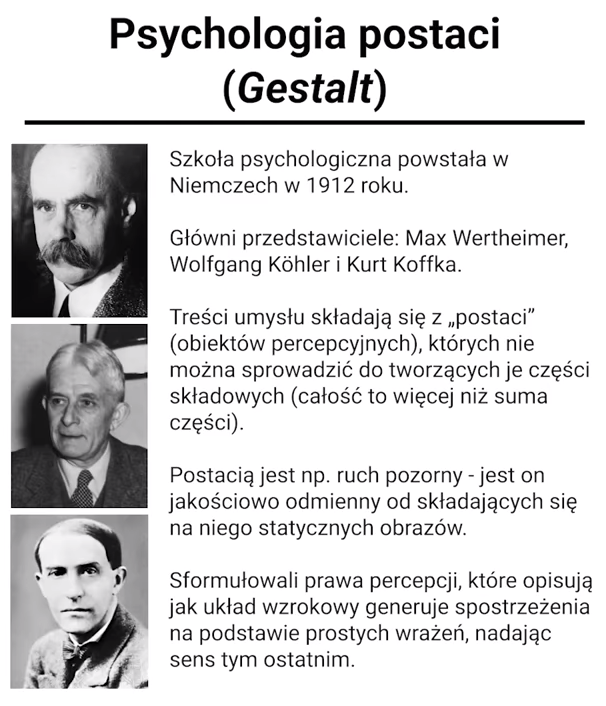 Psychologia postaci
(Gestalt)
Szkoła psychologiczna powstała w
Niemczech w 1912 roku.
Główni przedstawiciele: Max Wertheimer,
Wolfgang Köhler i Kurt Koffka.
Treści umysłu składają się z „postaci”
(obiektów percepcyjnych), których nie
można sprowadzić do tworzących je części
składowych (całość to więcej niż suma
części).
Postacią jest np. ruch pozorny - jest on
jakościowo odmienny od składających się
na niego statycznych obrazów.
Sformułowali prawa percepcji, które opisują
jak układ wzrokowy generuje spostrzeżenia
na podstawie prostych wrażeń, nadając
sens tym ostatnim.